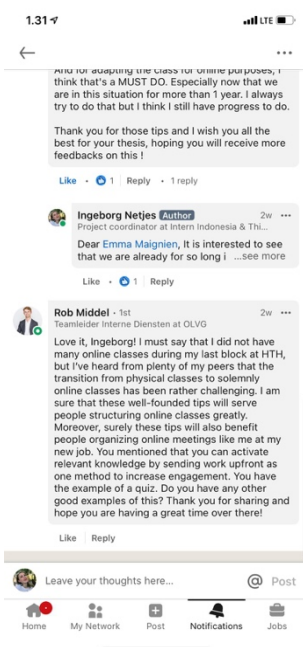 1.31
LTE
And for adapting the class for online purposes, I
think that's a MUST DO. Especially now that we
are in this situation for more than 1 year. I always
try to do that but I think I still have progress to do.
Thank you for those tips and I wish you all the
best for your thesis, hoping you will receive more
feedbacks on this !
Like • 1 Reply • 1 reply
Ingeborg Netjes Author 2w
Project coordinator at Intern Indonesia & Thi...
Dear Emma Maignien, It is interested to see
that we are already for so long i ...see more
Like • 1 Reply
Rob Middel • 1st 2w
Teamleider Interne Diensten at OLVG
Love it, Ingeborg! I must say that I did not have
many online classes during my last block at HTH,
but I've heard from plenty of my peers that the
transition from physical classes to solemnly
online classes has been rather challenging. I am
sure that these well-founded tips will serve
people structuring online classes greatly.
Moreover, surely these tips will also benefit
people organizing online meetings like me at my
new job. You mentioned that you can activate
relevant knowledge by sending work upfront as
one method to increase engagement. You have
the example of a quiz. Do you have any other
good examples of this? Thank you for sharing and
hope you are having a great time over there!
Like Reply
Leave your thoughts here... @ Post
Home My Network Post Notifications Jobs